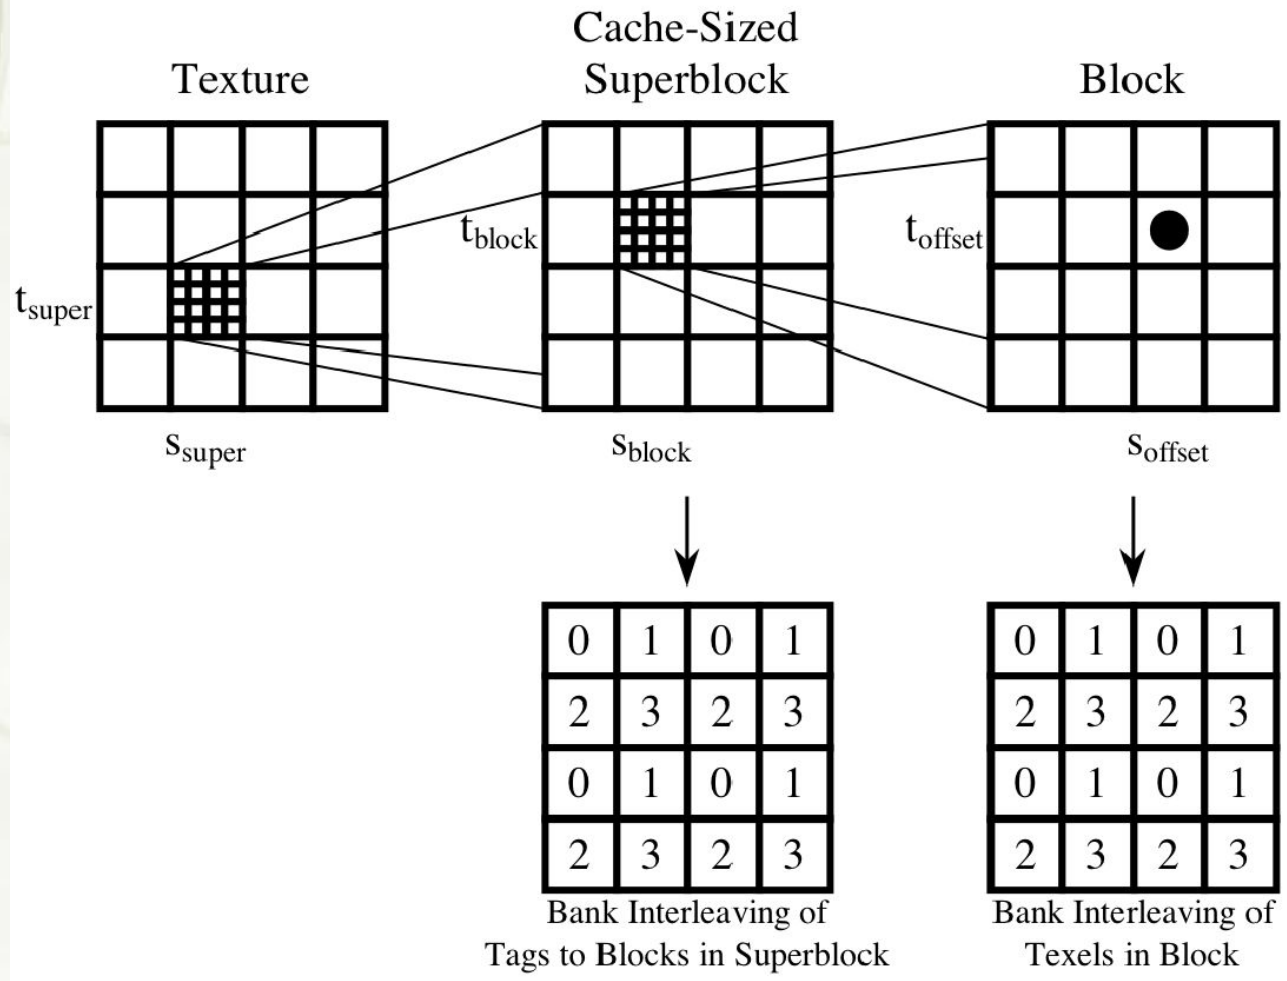 Texture
Cache-Sized
Superblock
Block
t_super
t_block
t_offset
s_super
s_block
s_offset
0 1 0 1
2 3 2 3
0 1 0 1
2 3 2 3
Bank Interleaving of
Tags to Blocks in Superblock
0 1 0 1
2 3 2 3
0 1 0 1
2 3 2 3
Bank Interleaving of
Texels in Block